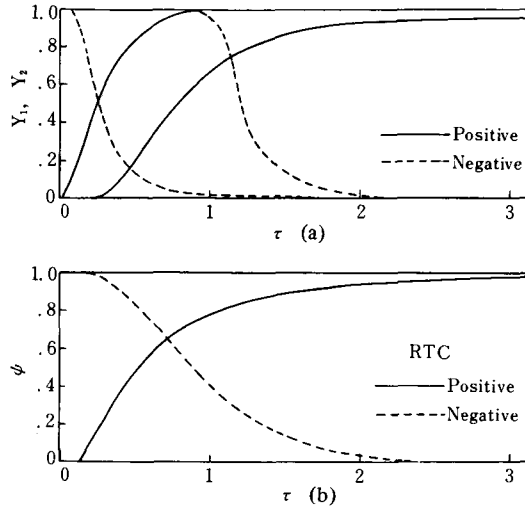 1.0
.8
.6
.4
.2
0
Y₁, Y₂
Positive
Negative
0 1 2 3
τ (a)
1.0
.8
.6
.4
.2
0
ψ
RTC
Positive
Negative
0 1 2 3
τ (b)